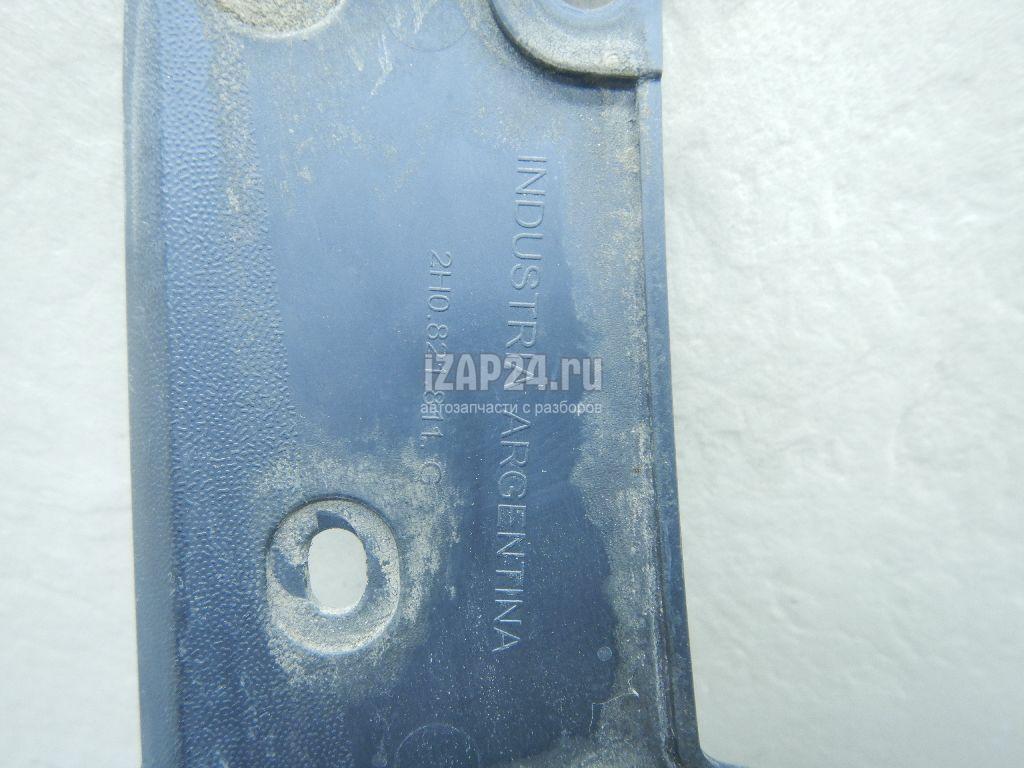 INDUSTRIA ARGENTINA
2H0.821.811. C
iZAP24.ru
автозапчасти с разборов